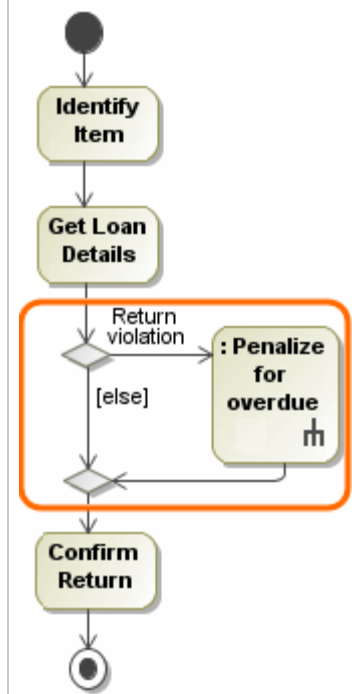 Identify
Item
Get Loan
Details
Return
violation
: Penalize
for
overdue
[else]
Confirm
Return